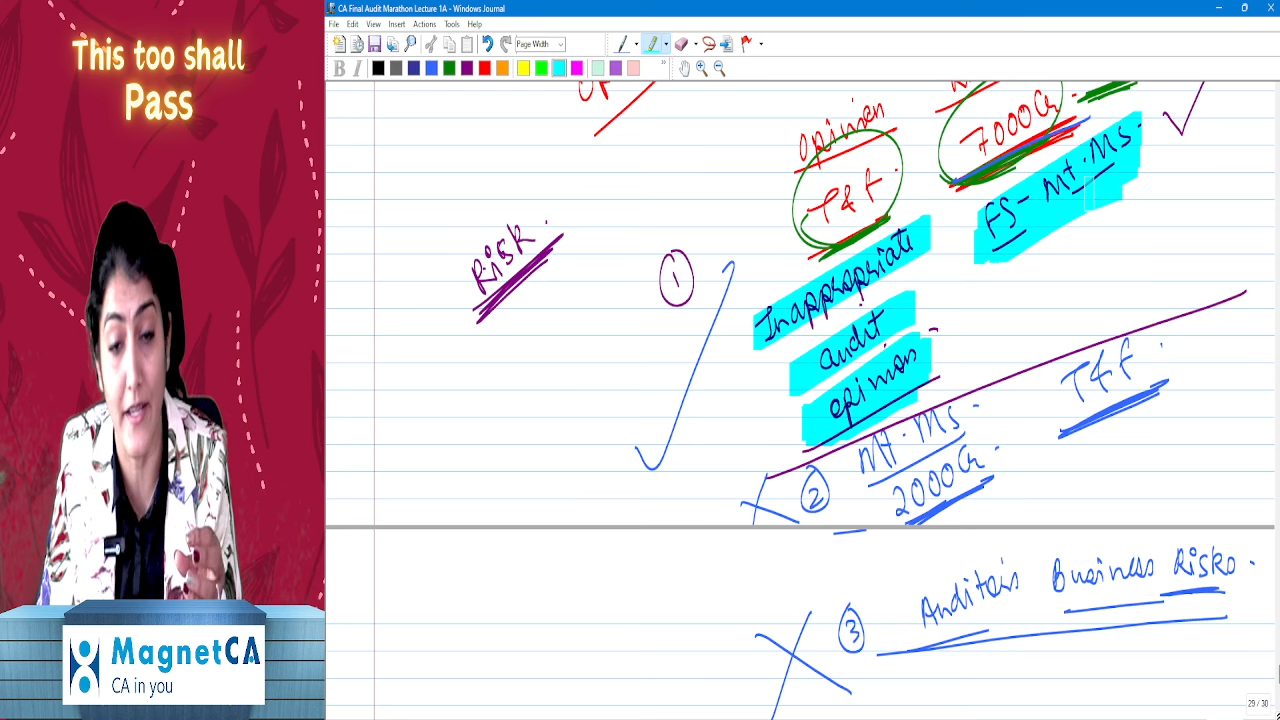 This too shall
Pass
MagnetCA
CA in you
CA Final Audit Marathon Lecture 1A - Windows Journal
File Edit View Insert Actions Tools Help
Page Width
B I
Opinion
T & F.
7000Cr.
FS - Mt. Ms.
Risk.
1
Inappropriate
audit
opinion
2 Mt. Ms.
2000Cr.
T & F.
3 Auditor's Business Risks.
29 / 30